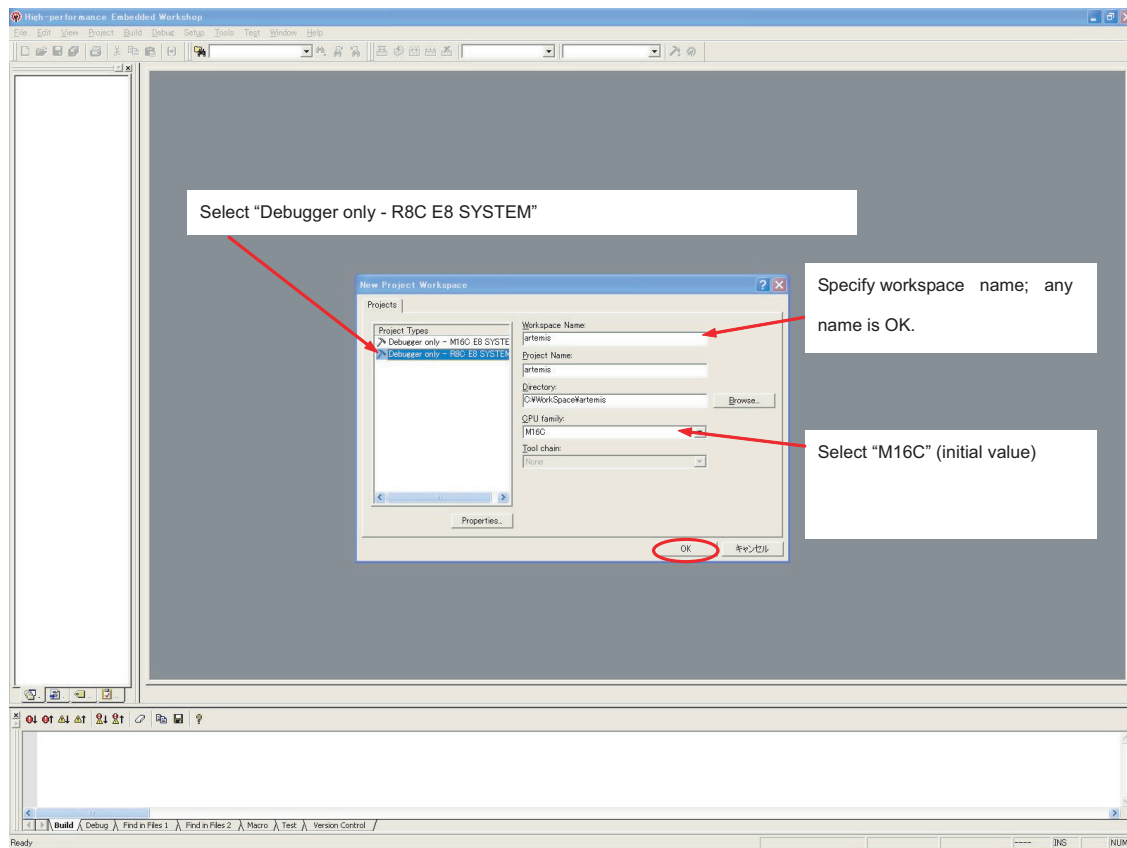 High-performance Embedded Workshop
File Edit View Project Build Debug Setup Tools Test Window Help
Select “Debugger only - R8C E8 SYSTEM”
New Project Workspace
Projects
Specify workspace name; any
name is OK.
Project Types
Debugger only - M16C E8 SYSTE
Debugger only - R8C E8 SYSTEM
Workspace Name:
artemis
Project Name:
artemis
Directory:
C:¥WorkSpace¥artemis
Browse...
CPU family:
M16C
Select “M16C” (initial value)
Tool chain:
None
Properties...
OK キャンセル
Build Debug Find in Files 1 Find in Files 2 Macro Test Version Control
Ready ---- INS NUM